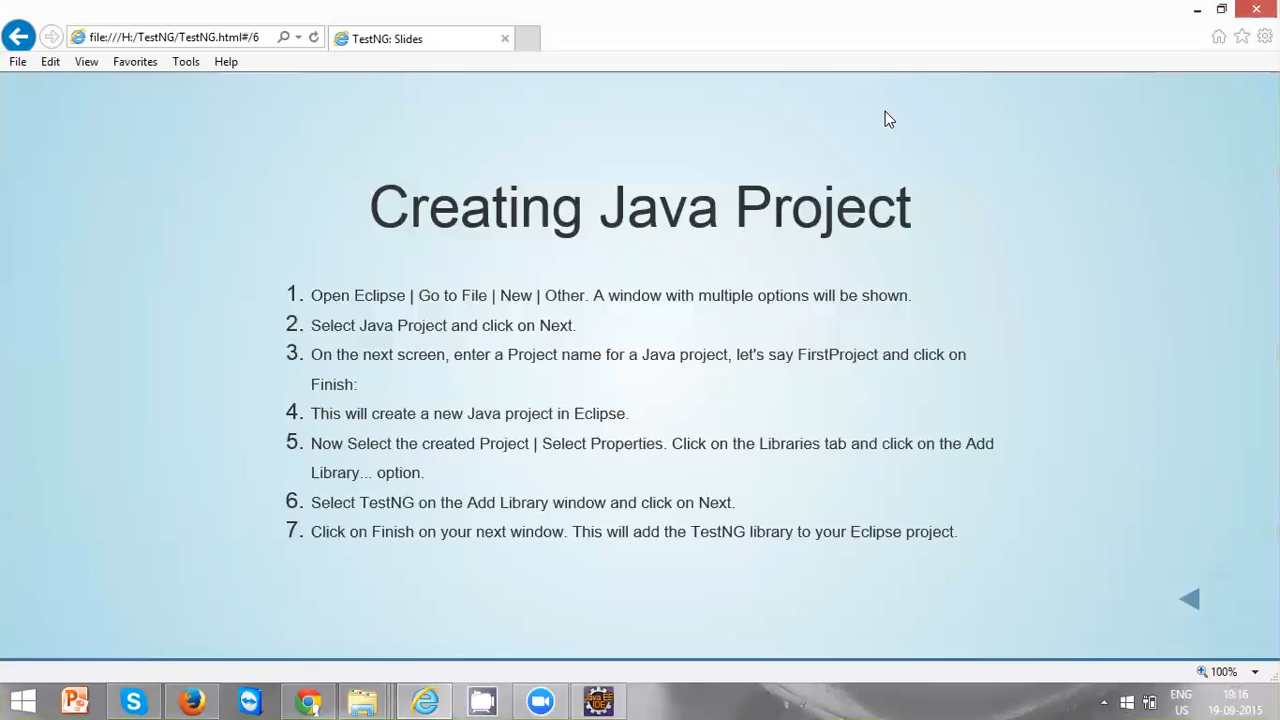 file:///H:/TestNG/TestNG.html#/6
TestNG: Slides
File Edit View Favorites Tools Help
Creating Java Project
1. Open Eclipse | Go to File | New | Other. A window with multiple options will be shown.
2. Select Java Project and click on Next.
3. On the next screen, enter a Project name for a Java project, let's say FirstProject and click on
Finish:
4. This will create a new Java project in Eclipse.
5. Now Select the created Project | Select Properties. Click on the Libraries tab and click on the Add
Library... option.
6. Select TestNG on the Add Library window and click on Next.
7. Click on Finish on your next window. This will add the TestNG library to your Eclipse project.
100%
Java EE
IDE
ENG
US
19:16
19-09-2015